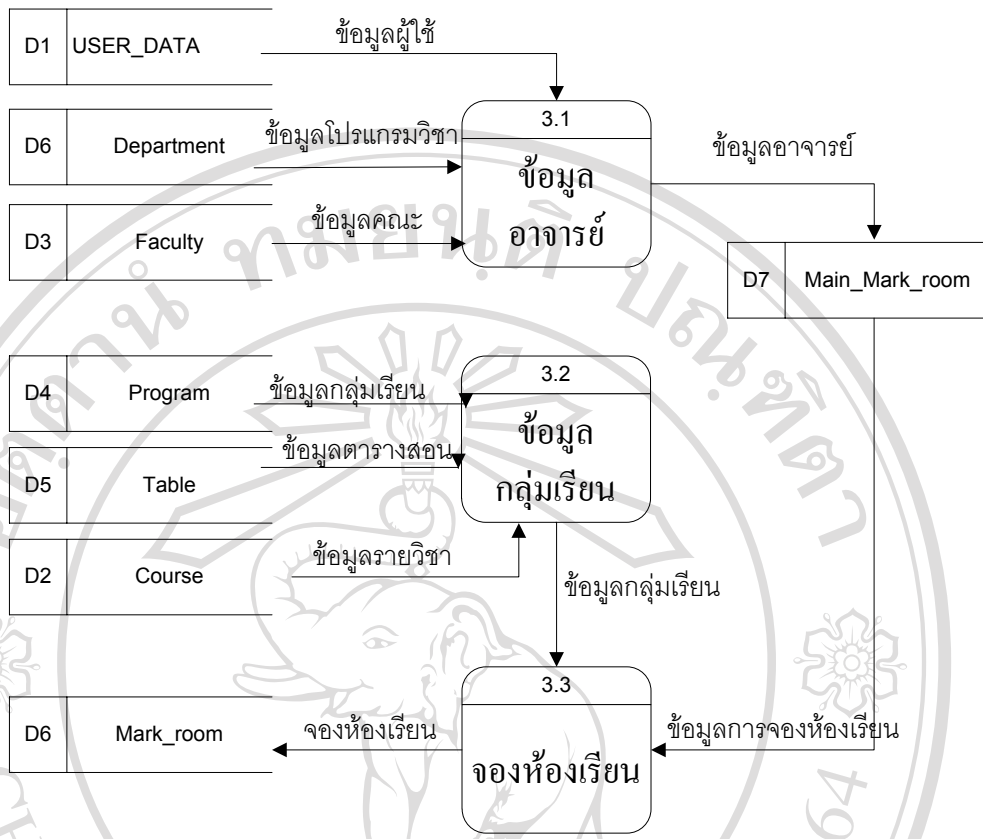 D1 USER_DATA
ข้อมูลผู้ใช้
D6 Department
ข้อมูลโปรแกรมวิชา
D3 Faculty
ข้อมูลคณะ
3.1
ข้อมูล
อาจารย์
ข้อมูลอาจารย์
D7 Main_Mark_room
D4 Program
ข้อมูลกลุ่มเรียน
D5 Table
ข้อมูลตารางสอน
D2 Course
ข้อมูลรายวิชา
3.2
ข้อมูล
กลุ่มเรียน
ข้อมูลกลุ่มเรียน
D6 Mark_room
จองห้องเรียน
3.3
จองห้องเรียน
ข้อมูลการจองห้องเรียน